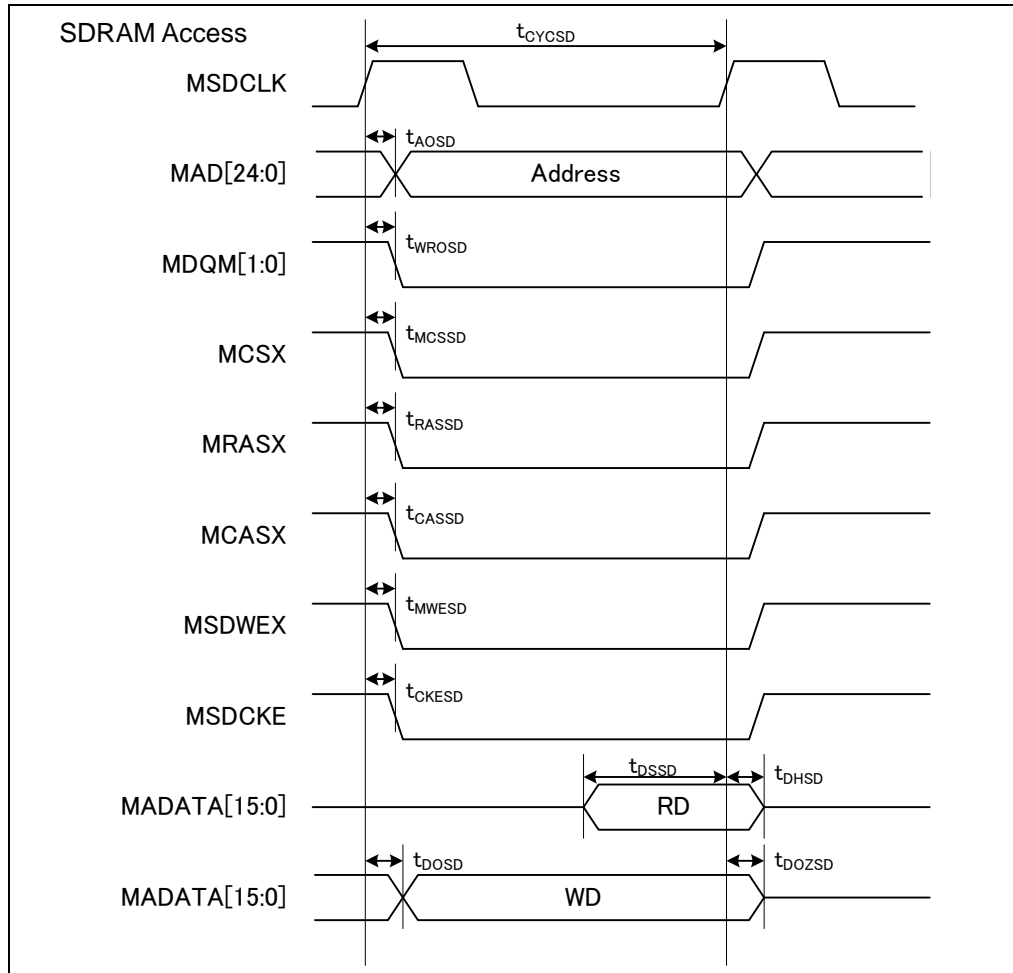 SDRAM Access
tCYCSD
MSDCLK
tAOSD
MAD[24:0]
Address
tWROSD
MDQM[1:0]
tMCSSD
MCSX
tRASSD
MRASX
tCASSD
MCASX
tMWESD
MSDWEX
tCKESD
MSDCKE
tDSSD
tDHSD
MADATA[15:0]
RD
tDOSD
tDOZSD
MADATA[15:0]
WD